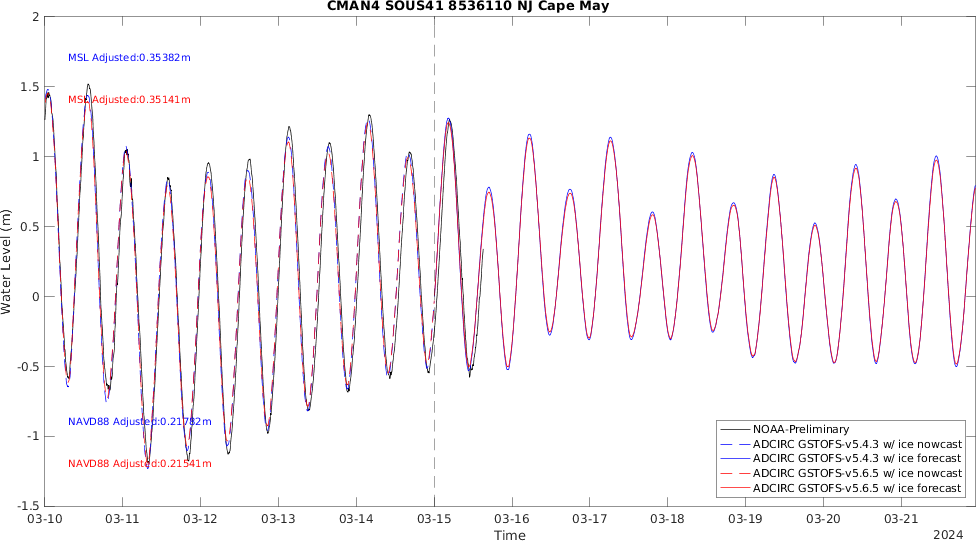 CMAN4 SOUS41 8536110 NJ Cape May
2
1.5
1
0.5
0
-0.5
-1
-1.5
Water Level (m)
MSL Adjusted:0.35382m
MSL Adjusted:0.35141m
NAVD88 Adjusted:0.21782m
NAVD88 Adjusted:0.21541m
NOAA-Preliminary
ADCIRC GSTOFS-v5.4.3 w/ ice nowcast
ADCIRC GSTOFS-v5.4.3 w/ ice forecast
ADCIRC GSTOFS-v5.6.5 w/ ice nowcast
ADCIRC GSTOFS-v5.6.5 w/ ice forecast
03-10 03-11 03-12 03-13 03-14 03-15 03-16 03-17 03-18 03-19 03-20 03-21
Time
2024